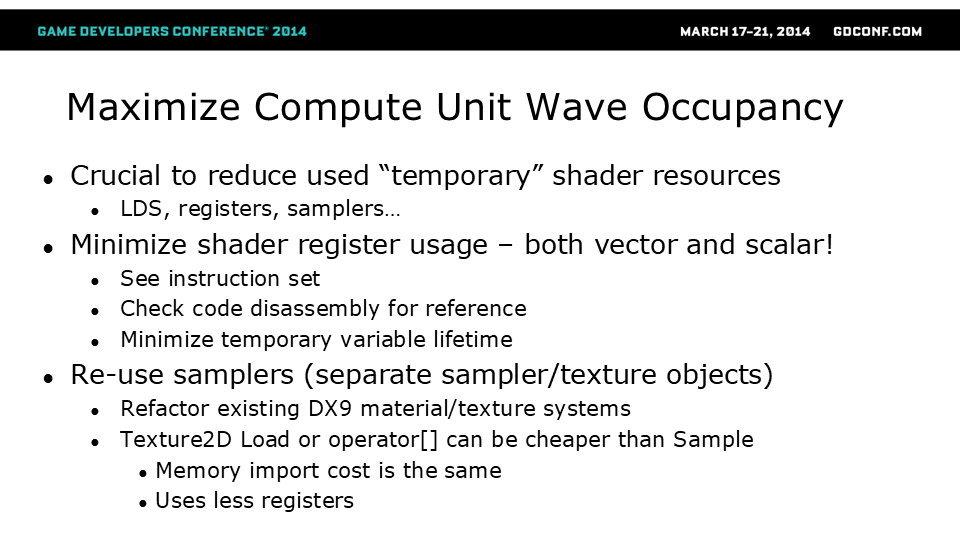 GAME DEVELOPERS CONFERENCE® 2014
MARCH 17–21, 2014 GDCONF.COM
Maximize Compute Unit Wave Occupancy
● Crucial to reduce used “temporary” shader resources
● LDS, registers, samplers…
● Minimize shader register usage – both vector and scalar!
● See instruction set
● Check code disassembly for reference
● Minimize temporary variable lifetime
● Re-use samplers (separate sampler/texture objects)
● Refactor existing DX9 material/texture systems
● Texture2D Load or operator[] can be cheaper than Sample
● Memory import cost is the same
● Uses less registers